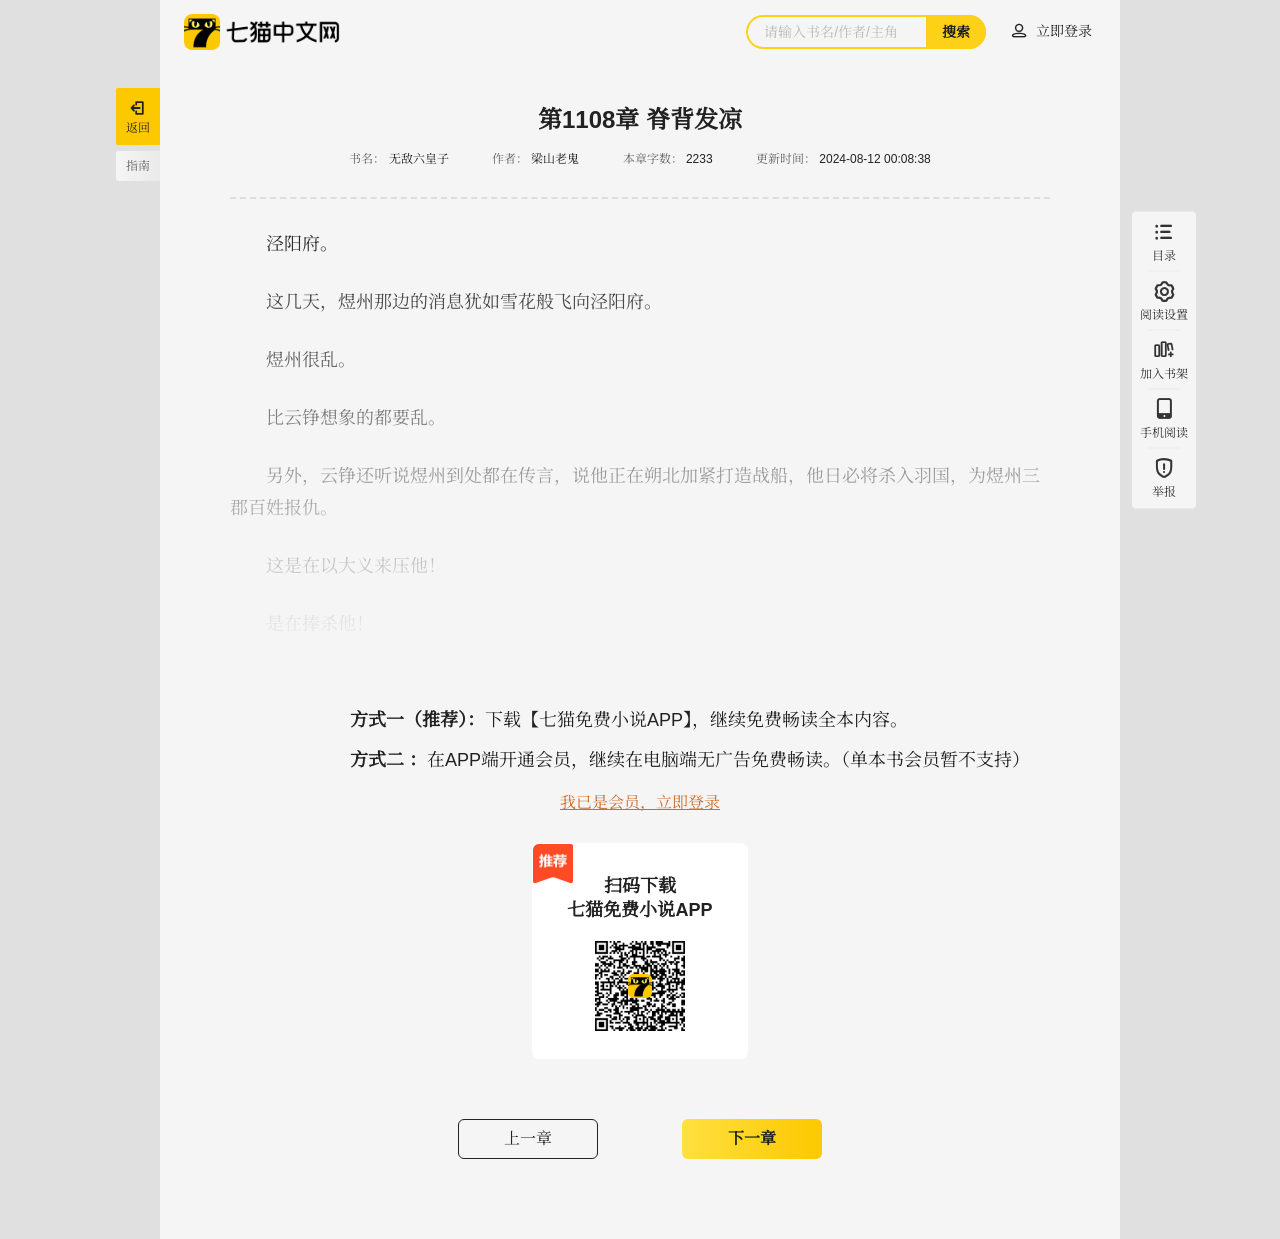 七猫中文网
请输入书名/作者/主角
搜索
立即登录
返回
指南
第1108章 脊背发凉
书名： 无敌六皇子 作者： 梁山老鬼 本章字数： 2233 更新时间： 2024-08-12 00:08:38
泾阳府。
这几天，煜州那边的消息犹如雪花般飞向泾阳府。
煜州很乱。
比云铮想象的都要乱。
另外，云铮还听说煜州到处都在传言，说他正在朔北加紧打造战船，他日必将杀入羽国，为煜州三
郡百姓报仇。
这是在以大义来压他！
是在捧杀他！
目录
阅读设置
加入书架
手机阅读
举报
方式一（推荐）：下载【七猫免费小说APP】，继续免费畅读全本内容。
方式二 ：在APP端开通会员，继续在电脑端无广告免费畅读。（单本书会员暂不支持）
我已是会员，立即登录
推荐
扫码下载
七猫免费小说APP
上一章
下一章